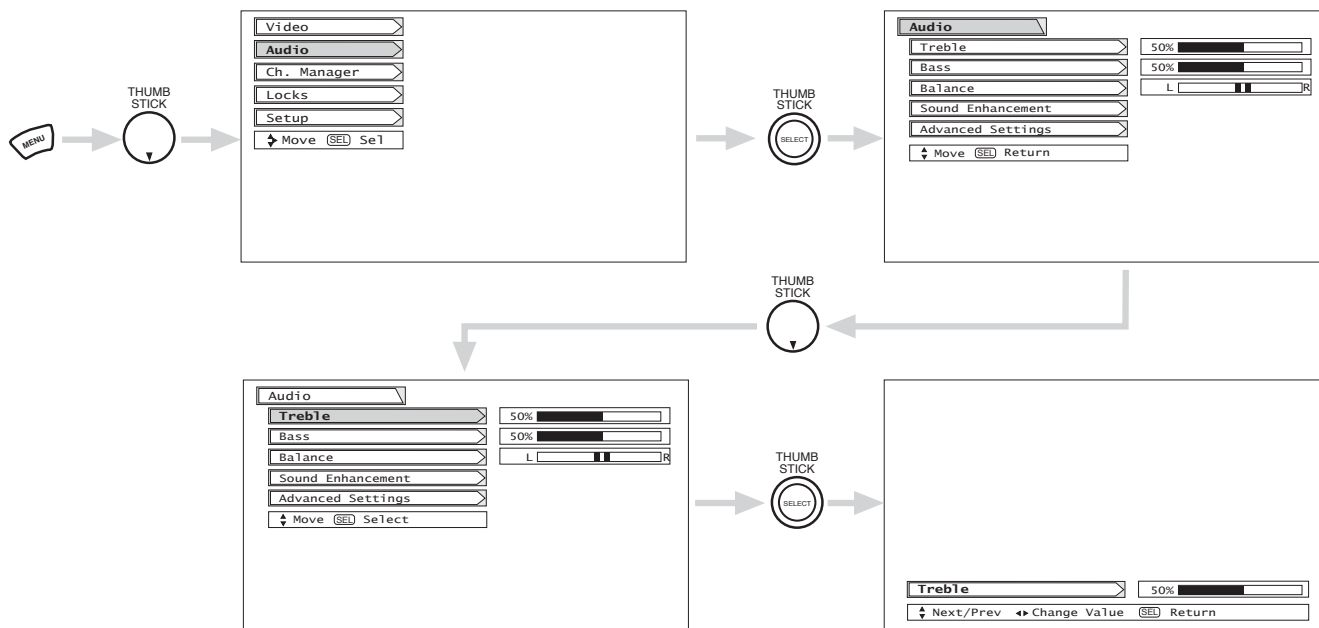 MENU
THUMB
STICK
Video
Audio
Ch. Manager
Locks
Setup
Move SEL Sel
THUMB
STICK
SELECT
Audio
Treble 50%
Bass 50%
Balance L R
Sound Enhancement
Advanced Settings
Move SEL Return
THUMB
STICK
Audio
Treble 50%
Bass 50%
Balance L R
Sound Enhancement
Advanced Settings
Move SEL Select
THUMB
STICK
SELECT
Treble 50%
Next/Prev Change Value SEL Return